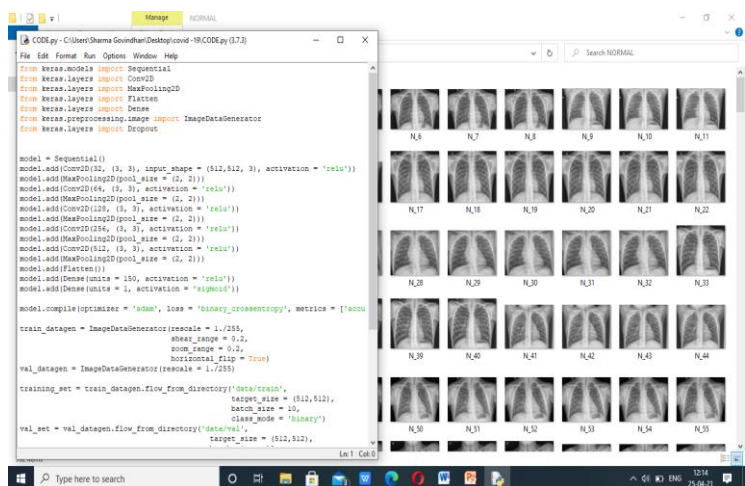 Manage NORMAL
CODE.py - C:\Users\Sharma Govindhan\Desktop\covid -19\CODE.py (3.7.3)
File Edit Format Run Options Window Help
Search NORMAL
from keras.models import Sequential
from keras.layers import Conv2D
from keras.layers import MaxPooling2D
from keras.layers import Flatten
from keras.layers import Dense
from keras.preprocessing.image import ImageDataGenerator
from keras.layers import Dropout
model = Sequential()
model.add(Conv2D(32, (3, 3), input_shape = (512,512, 3), activation = 'relu'))
model.add(MaxPooling2D(pool_size = (2, 2)))
model.add(Conv2D(64, (3, 3), activation = 'relu'))
model.add(MaxPooling2D(pool_size = (2, 2)))
model.add(Conv2D(128, (3, 3), activation = 'relu'))
model.add(MaxPooling2D(pool_size = (2, 2)))
model.add(Conv2D(256, (3, 3), activation = 'relu'))
model.add(MaxPooling2D(pool_size = (2, 2)))
model.add(Conv2D(512, (3, 3), activation = 'relu'))
model.add(MaxPooling2D(pool_size = (2, 2)))
model.add(Flatten())
model.add(Dense(units = 150, activation = 'relu'))
model.add(Dense(units = 1, activation = 'sigmoid'))
model.compile(optimizer = 'adam', loss = 'binary_crossentropy', metrics = ['accu
train_datagen = ImageDataGenerator(rescale = 1./255,
shear_range = 0.2,
zoom_range = 0.2,
horizontal_flip = True)
val_datagen = ImageDataGenerator(rescale = 1./255)
training_set = train_datagen.flow_from_directory('data/train',
target_size = (512,512),
batch_size = 10,
class_mode = 'binary')
val_set = val_datagen.flow_from_directory('data/val',
target_size = (512,512),
Ln: 1 Col: 0
N_6 N_7 N_8 N_9 N_10 N_11
N_17 N_18 N_19 N_20 N_21 N_22
N_28 N_29 N_30 N_31 N_32 N_33
N_39 N_40 N_41 N_42 N_43 N_44
N_50 N_51 N_52 N_53 N_54 N_55
Type here to search
ENG
12:14
25-04-21